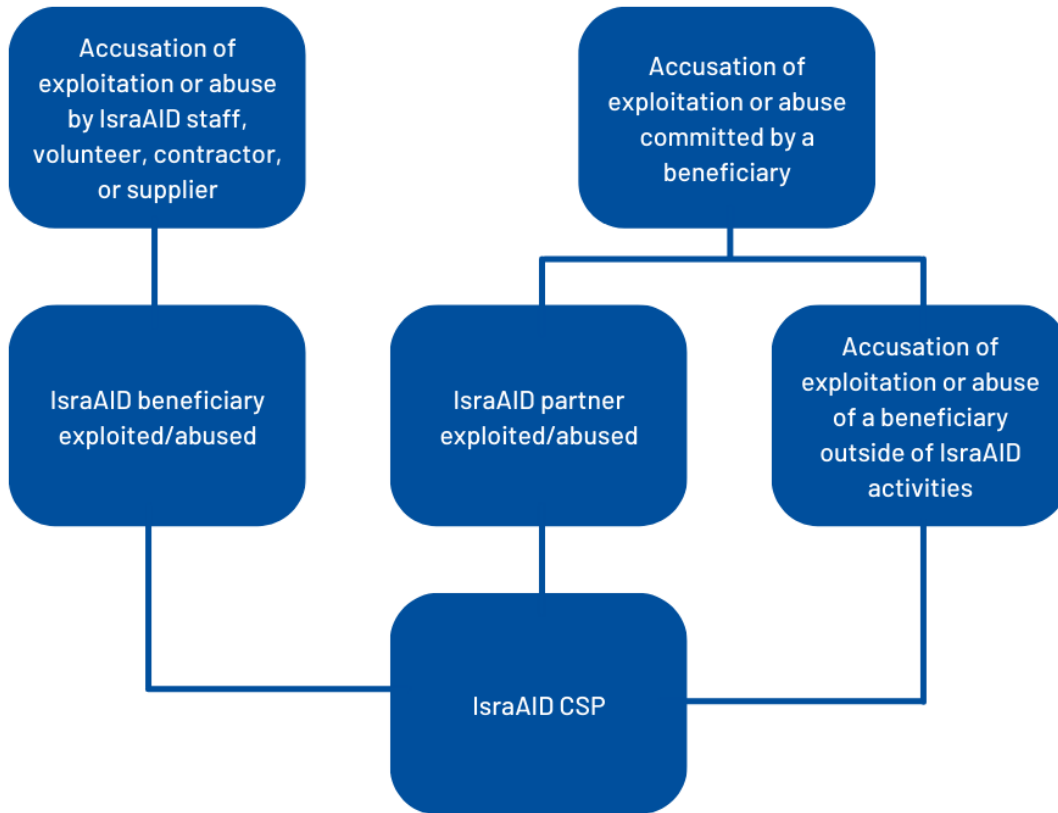 Accusation of
exploitation or abuse
by IsraAID staff,
volunteer, contractor,
or supplier
Accusation of
exploitation or abuse
committed by a
beneficiary
IsraAID beneficiary
exploited/abused
IsraAID partner
exploited/abused
Accusation of
exploitation or abuse
of a beneficiary
outside of IsraAID
activities
IsraAID CSP